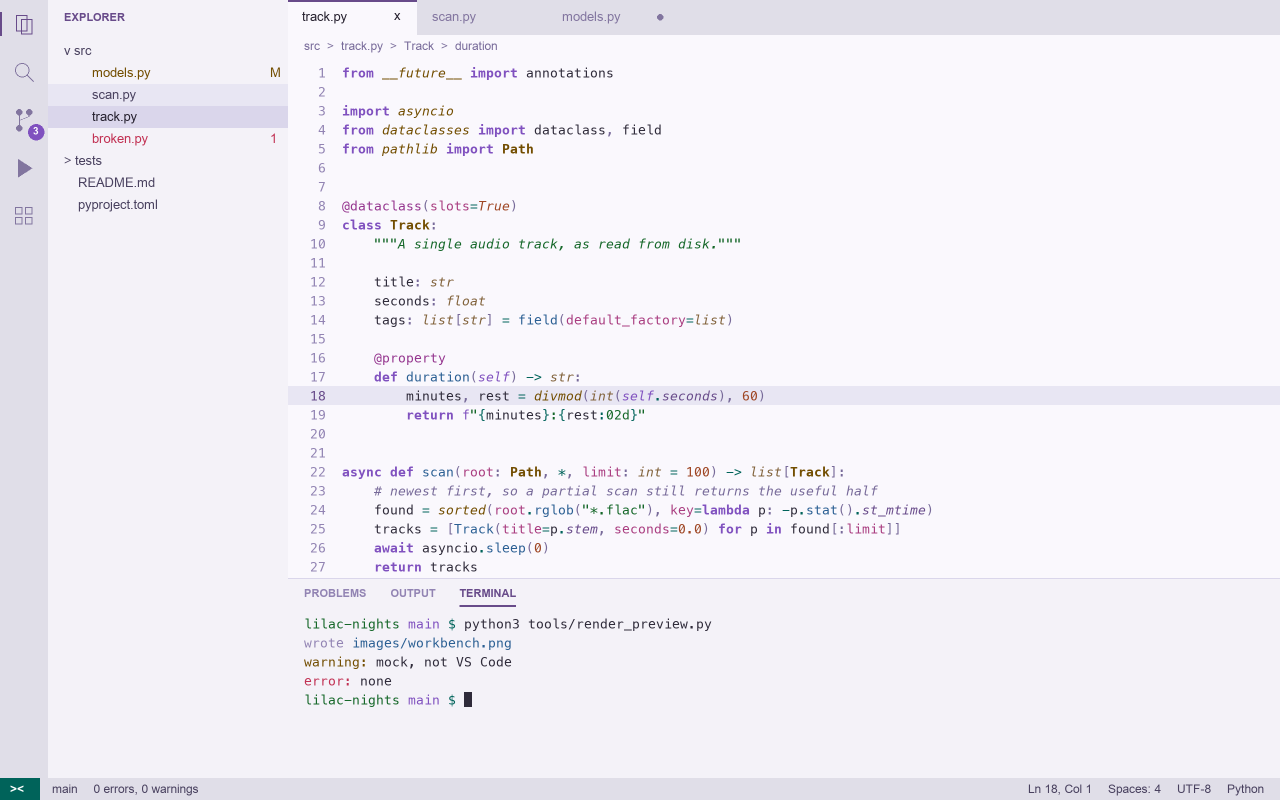 EXPLORER
v src
models.py M
scan.py
track.py
broken.py 1
> tests
README.md
pyproject.toml
3
track.py x scan.py models.py ●
src > track.py > Track > duration
1 from __future__ import annotations
2
3 import asyncio
4 from dataclasses import dataclass, field
5 from pathlib import Path
6
7
8 @dataclass(slots=True)
9 class Track:
10     """A single audio track, as read from disk."""
11
12     title: str
13     seconds: float
14     tags: list[str] = field(default_factory=list)
15
16     @property
17     def duration(self) -> str:
18         minutes, rest = divmod(int(self.seconds), 60)
19         return f"{minutes}:{rest:02d}"
20
21
22 async def scan(root: Path, *, limit: int = 100) -> list[Track]:
23     # newest first, so a partial scan still returns the useful half
24     found = sorted(root.rglob("*.flac"), key=lambda p: -p.stat().st_mtime)
25     tracks = [Track(title=p.stem, seconds=0.0) for p in found[:limit]]
26     await asyncio.sleep(0)
27     return tracks
PROBLEMS OUTPUT TERMINAL
lilac-nights main $ python3 tools/render_preview.py
wrote images/workbench.png
warning: mock, not VS Code
error: none
lilac-nights main $
>< main 0 errors, 0 warnings Ln 18, Col 1 Spaces: 4 UTF-8 Python